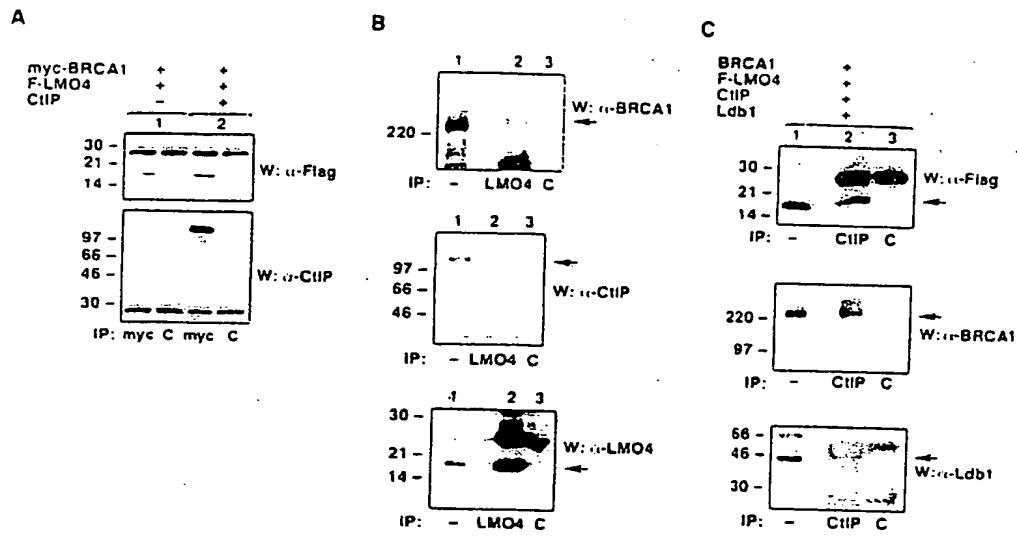 A
myc-BRCA1 + +
F-LMO4 + +
CtIP - +
1 2
30 –
21 –
14 –
W: α-Flag
97 –
66 –
46 –
30 –
W: α-CtIP
IP: myc C myc C
B
1 2 3
220 –
W: α-BRCA1
IP: – LMO4 C
1 2 3
97 –
66 –
46 –
W: α-CtIP
IP: – LMO4 C
1 2 3
30 –
21 –
14 –
W: α-LMO4
IP: – LMO4 C
C
BRCA1 +
F-LMO4 +
CtIP +
Ldb1 +
1 2 3
30 –
21 –
14 –
W: α-Flag
IP: – CtIP C
220 –
97 –
W: α-BRCA1
IP: – CtIP C
66 –
46 –
30 –
W: α-Ldb1
IP: – CtIP C